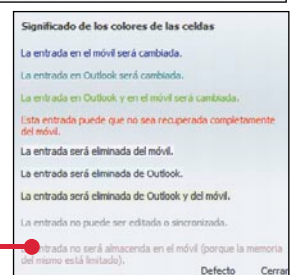 Significado de los colores de las celdas
La entrada en el móvil será cambiada.
La entrada en Outlook será cambiada.
La entrada en Outlook y en el móvil será cambiada.
Esta entrada puede que no sea recuperada completamente
del móvil.
La entrada será eliminada del móvil.
La entrada será eliminada de Outlook.
La entrada será eliminada de Outlook y del móvil.
La entrada no puede ser editada o sincronizada.
entrada no será almacenda en el móvil (porque la memoria
del mismo está limitado).
Defecto Cerrar